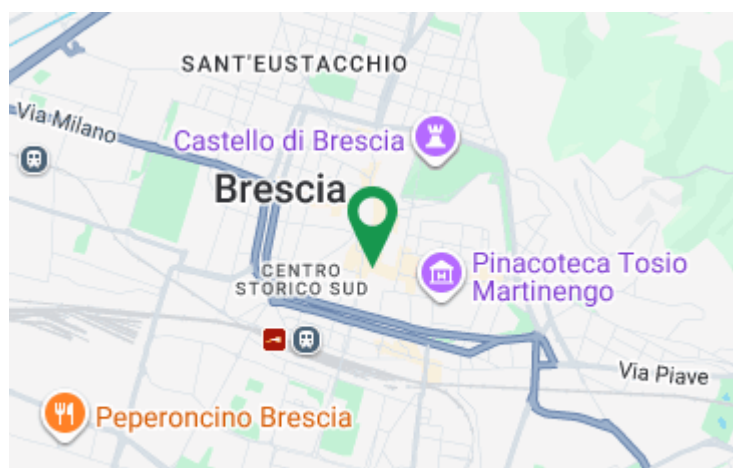 SANT'EUSTACCHIO
Via Milano
Castello di Brescia
Brescia
CENTRO
STORICO SUD
Pinacoteca Tosio
Martinengo
Via Piave
Peperoncino Brescia